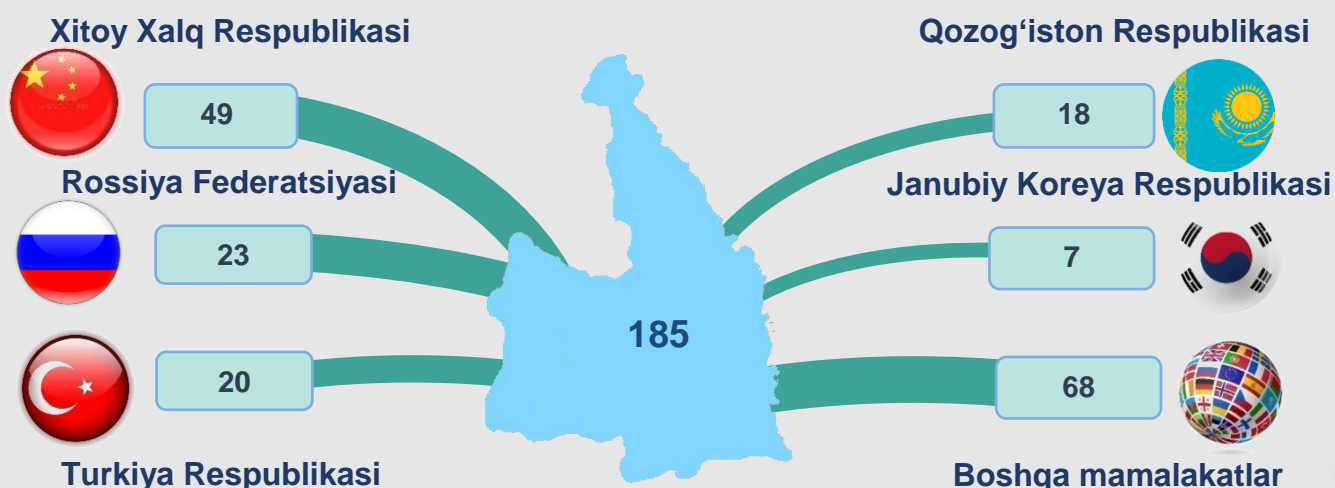 Xitoy Xalq Respublikasi
49
Rossiya Federatsiyasi
23
20
Turkiya Respublikasi
185
Qozog‘iston Respublikasi
18
Janubiy Koreya Respublikasi
7
68
Boshqa mamalakatlar